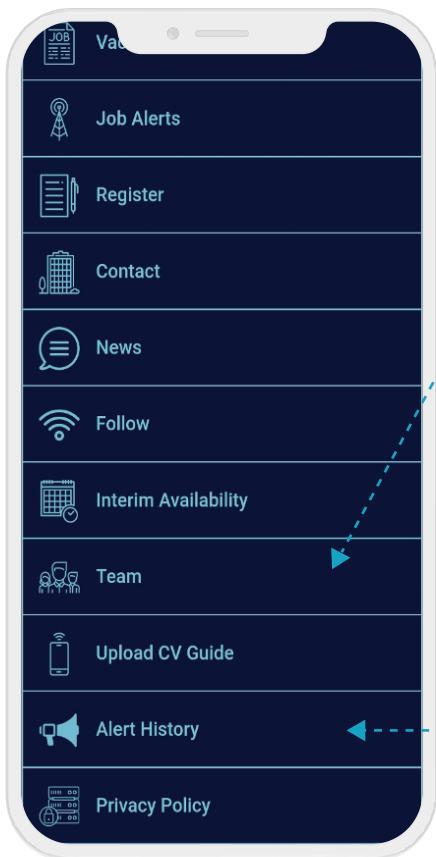 JOB
Job Alerts
Register
Contact
News
Follow
Interim Availability
Team
Upload CV Guide
Alert History
Privacy Policy